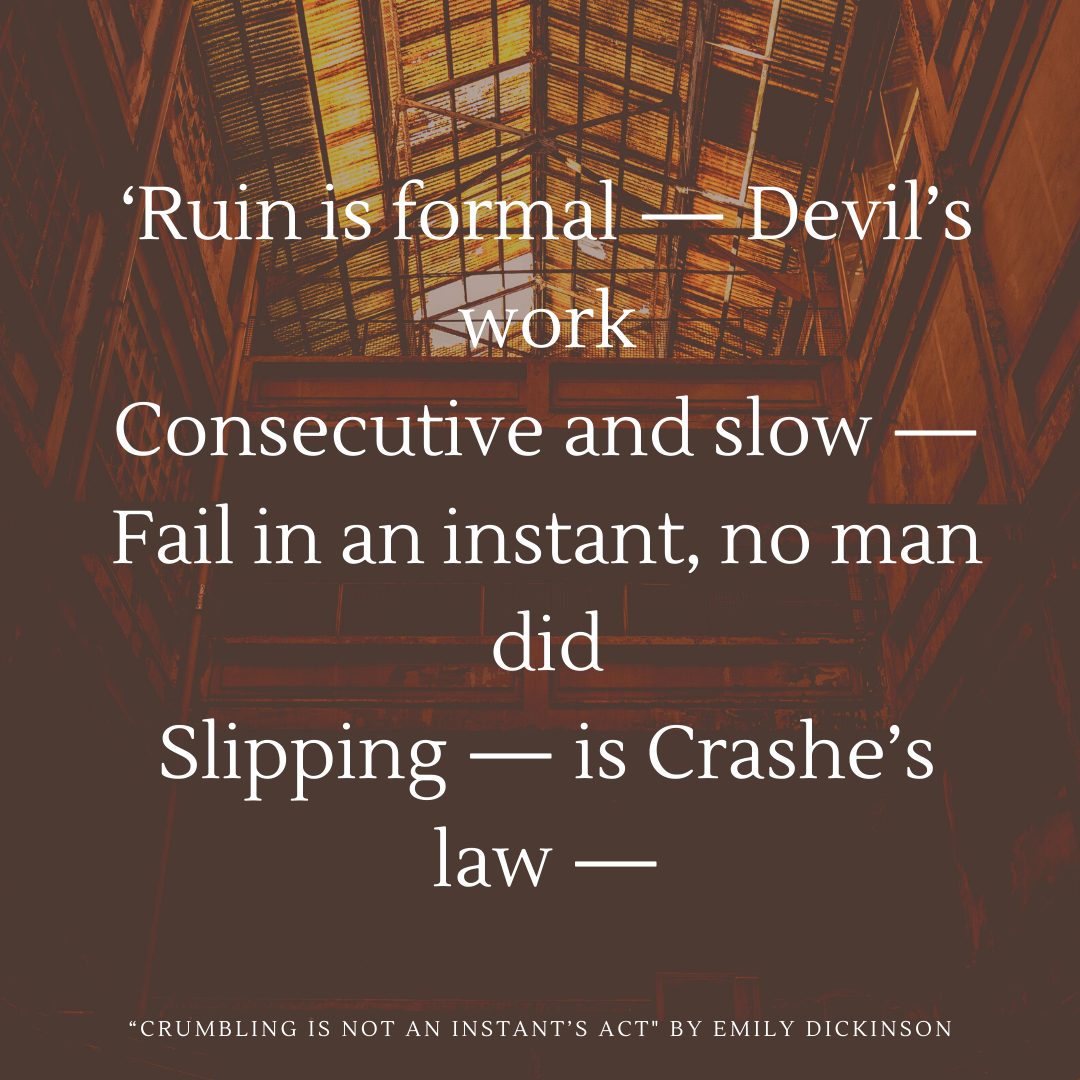 ‘Ruin is formal — Devil’s
work
Consecutive and slow —
Fail in an instant, no man
did
Slipping — is Crashe’s
law —
“CRUMBLING IS NOT AN INSTANT’S ACT" BY EMILY DICKINSON